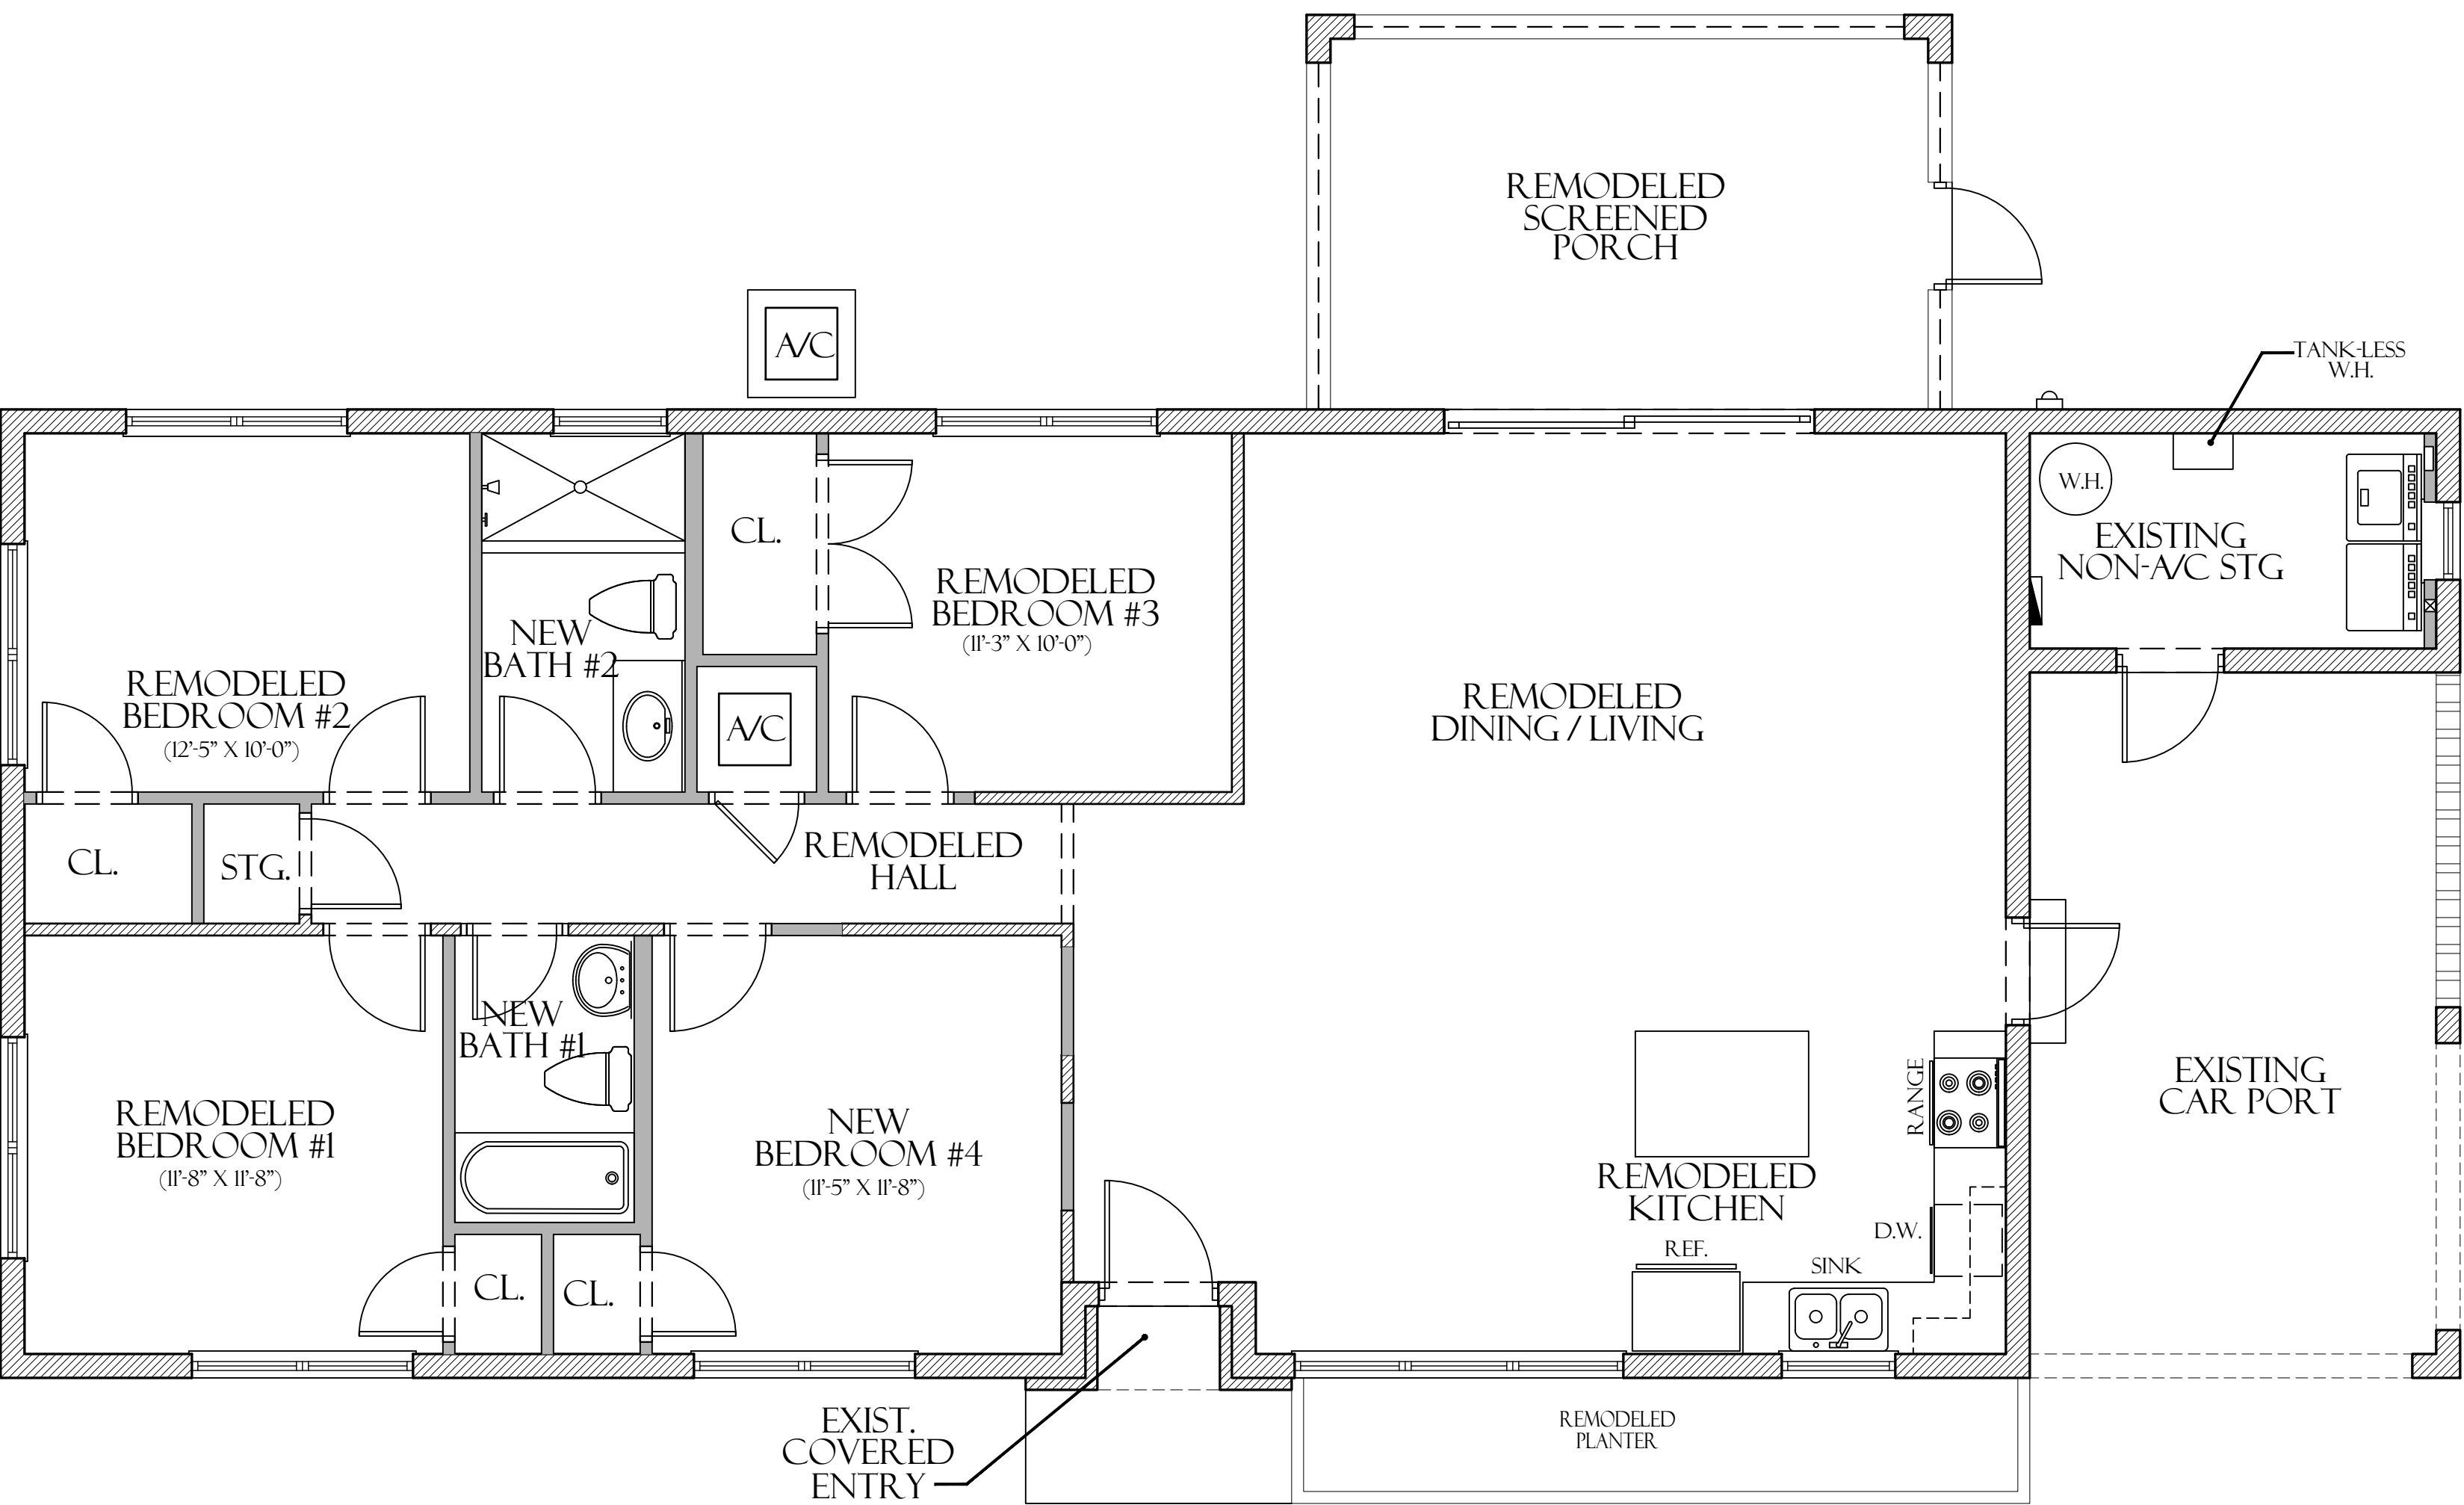 REMODELED
SCREENED
PORCH
A/C
TANK-LESS
W.H.
W.H.
EXISTING
NON-A/C STG
CL.
REMODELED
BEDROOM #3
(11'-3" X 10'-0")
NEW
BATH #2
REMODELED
BEDROOM #2
(12'-5" X 10'-0")
A/C
REMODELED
DINING / LIVING
CL.
STG.
REMODELED
HALL
NEW
BATH #1
REMODELED
BEDROOM #1
(11'-8" X 11'-8")
NEW
BEDROOM #4
(11'-5" X 11'-8")
RANGE
EXISTING
CAR PORT
REMODELED
KITCHEN
D.W.
REF.
SINK
CL.
CL.
EXIST.
COVERED
ENTRY
REMODELED
PLANTER